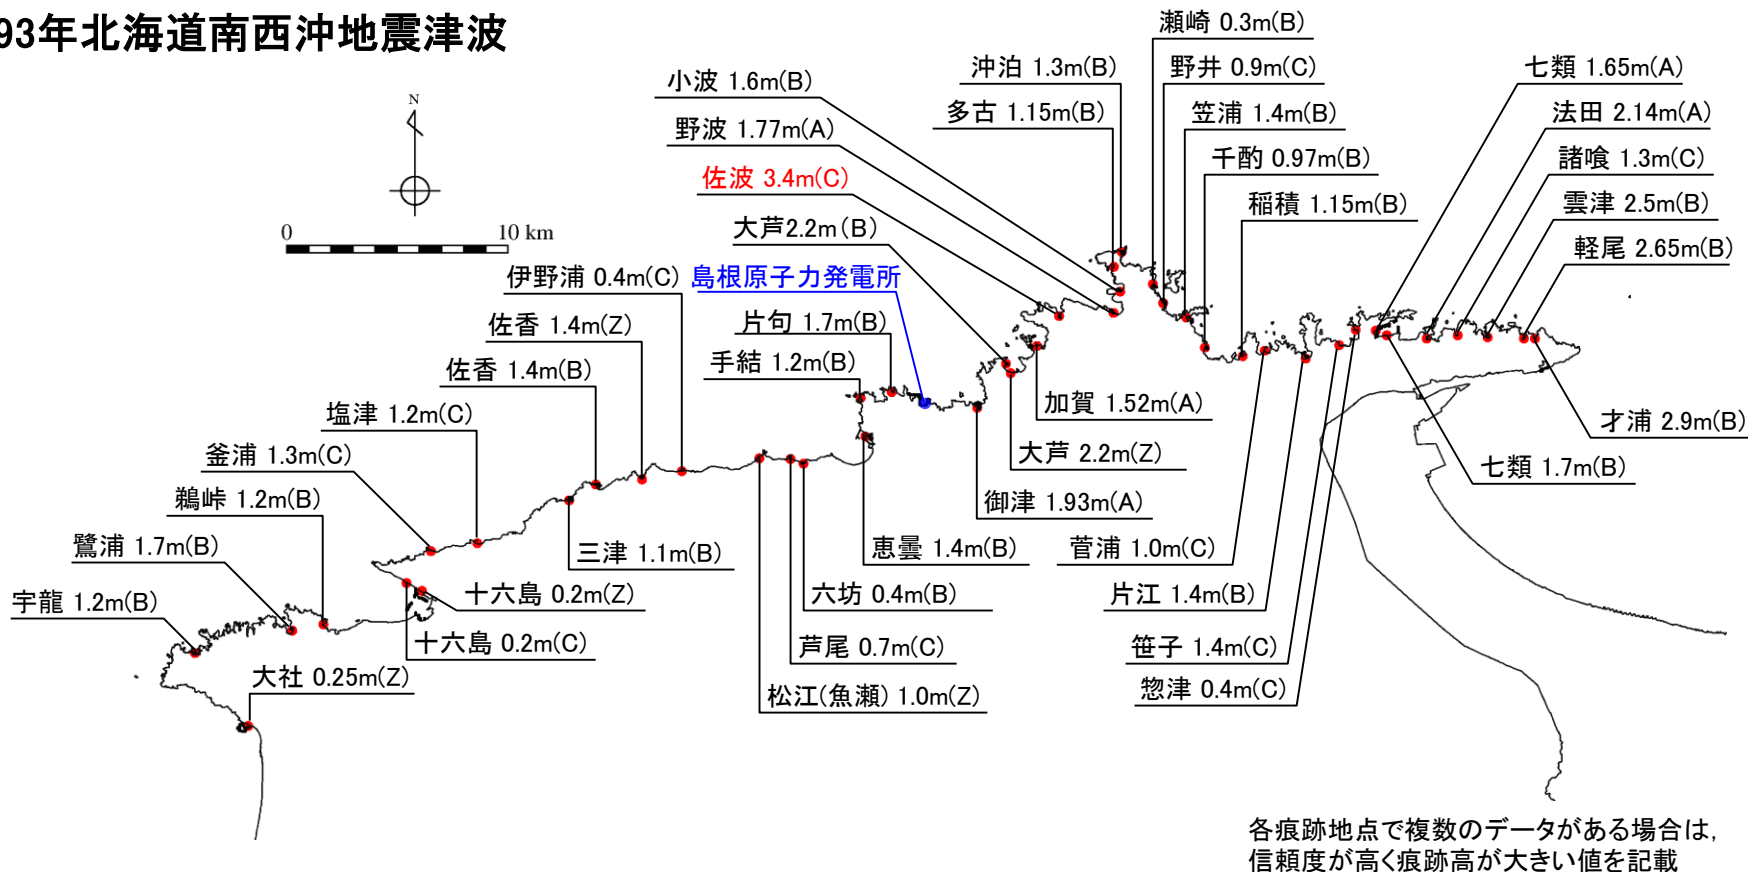 93年北海道南西沖地震津波
瀬崎 0.3m(B)
沖泊 1.3m(B)
野井 0.9m(C)
七類 1.65m(A)
小波 1.6m(B)
多古 1.15m(B)
笠浦 1.4m(B)
法田 2.14m(A)
野波 1.77m(A)
千酌 0.97m(B)
諸喰 1.3m(C)
佐波 3.4m(C)
稲積 1.15m(B)
雲津 2.5m(B)
大芦2.2m(B)
軽尾 2.65m(B)
N
0 10 km
伊野浦 0.4m(C)
島根原子力発電所
佐香 1.4m(Z)
片句 1.7m(B)
手結 1.2m(B)
佐香 1.4m(B)
塩津 1.2m(C)
加賀 1.52m(A)
才浦 2.9m(B)
釜浦 1.3m(C)
大芦 2.2m(Z)
七類 1.7m(B)
鵜峠 1.2m(B)
御津 1.93m(A)
鷺浦 1.7m(B)
三津 1.1m(B)
恵曇 1.4m(B)
菅浦 1.0m(C)
宇龍 1.2m(B)
十六島 0.2m(Z)
六坊 0.4m(B)
片江 1.4m(B)
十六島 0.2m(C)
芦尾 0.7m(C)
笹子 1.4m(C)
大社 0.25m(Z)
松江(魚瀬) 1.0m(Z)
惣津 0.4m(C)
各痕跡地点で複数のデータがある場合は,
信頼度が高く痕跡高が大きい値を記載